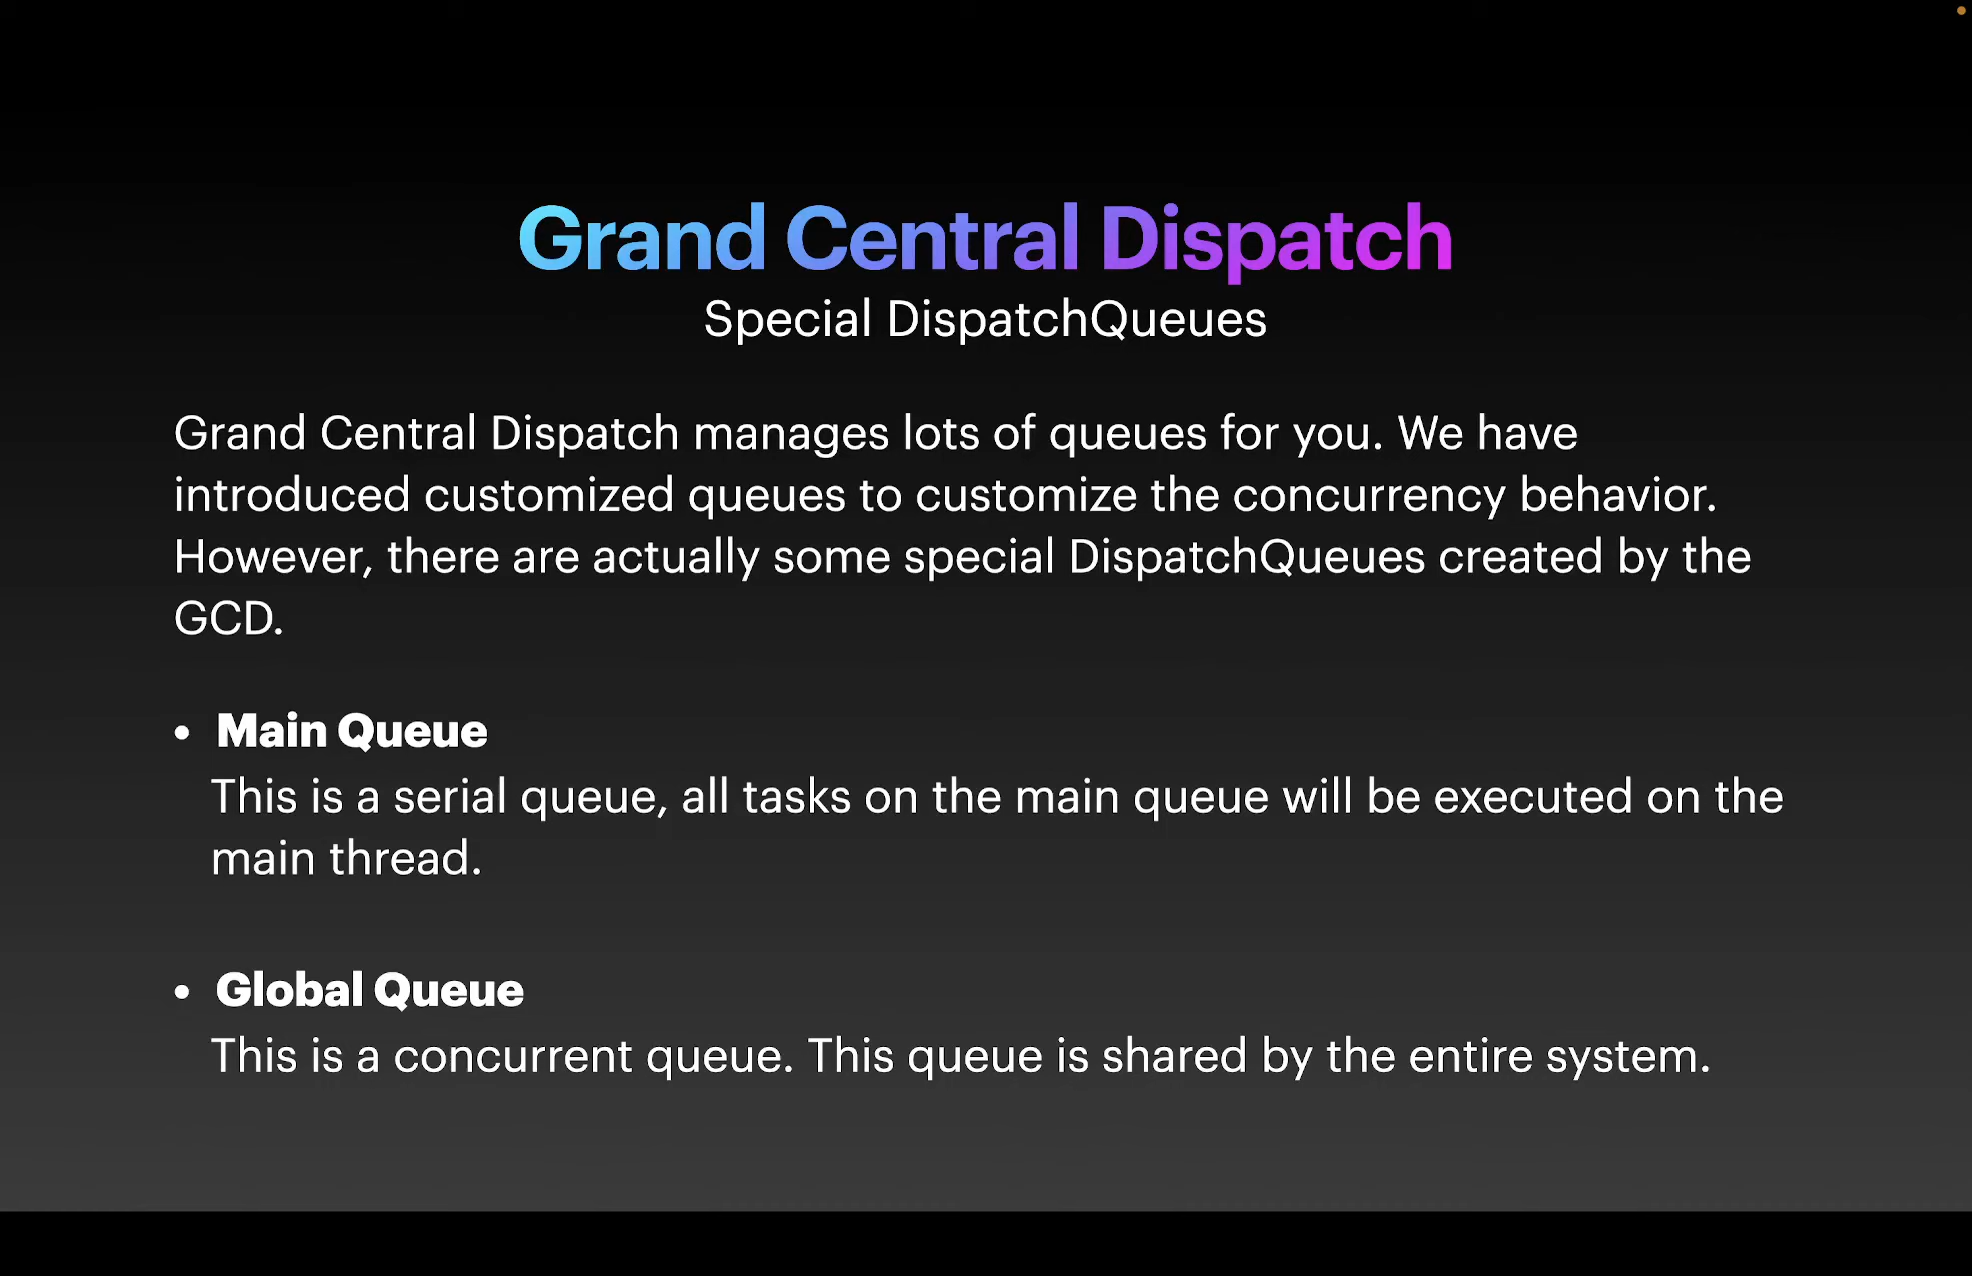 Grand Central Dispatch
Special DispatchQueues
Grand Central Dispatch manages lots of queues for you. We have
introduced customized queues to customize the concurrency behavior.
However, there are actually some special DispatchQueues created by the
GCD.
• Main Queue
This is a serial queue, all tasks on the main queue will be executed on the
main thread.
• Global Queue
This is a concurrent queue. This queue is shared by the entire system.